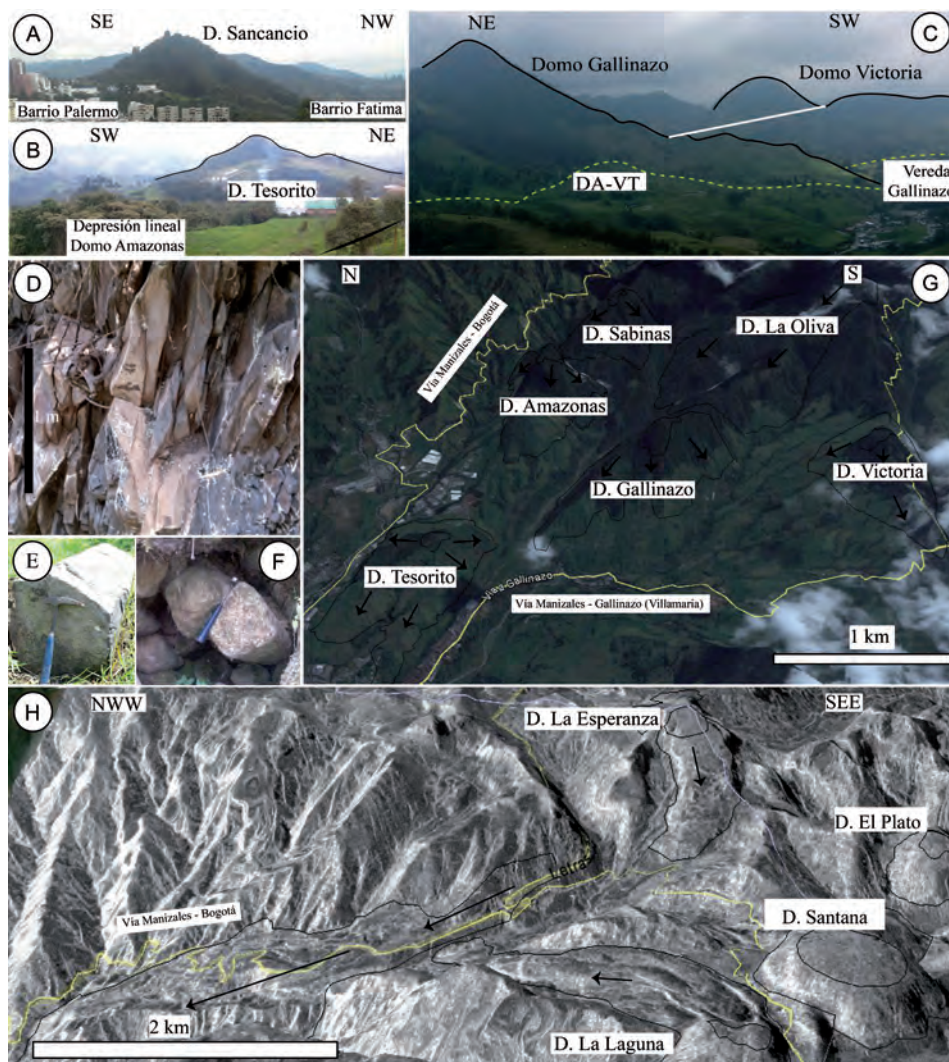 A
SE
NW
D. Sancancio
Barrio Palermo
Barrio Fatima
B
SW
NE
D. Tesorito
Depresión lineal
Domo Amazonas
C
NE
SW
Domo Gallinazo
Domo Victoria
DA-VT
Vereda
Gallinazo
D
1 m
E
F
G
N
S
Vía Manizales - Bogotá
D. Sabinas
D. La Oliva
D. Amazonas
D. Gallinazo
D. Victoria
D. Tesorito
Vía a Gallinazo
Vía Manizales - Gallinazo (Villamaría)
1 km
H
NWW
SEE
D. La Esperanza
D. El Plato
Letras
Vía Manizales - Bogotá
D. Santana
2 km
D. La Laguna